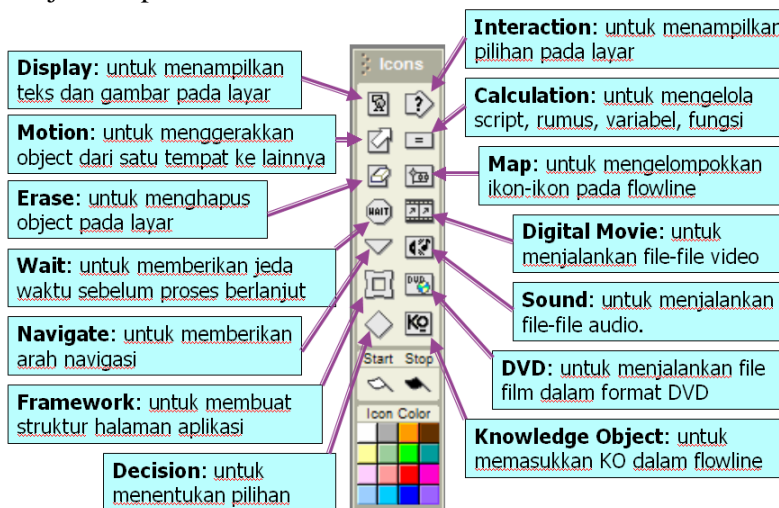 Display: untuk menampilkan
teks dan gambar pada layar
Motion: untuk menggerakkan
object dari satu tempat ke lainnya
Erase: untuk menghapus
object pada layar
Wait: untuk memberikan jeda
waktu sebelum proses berlanjut
Navigate: untuk memberikan
arah navigasi
Framework: untuk membuat
struktur halaman aplikasi
Decision: untuk
menentukan pilihan
Icons
?
=
WAIT
DVD
KO
Start Stop
Icon Color
Interaction: untuk menampilkan
pilihan pada layar
Calculation: untuk mengelola
script, rumus, variabel, fungsi
Map: untuk mengelompokkan
ikon-ikon pada flowline
Digital Movie: untuk
menjalankan file-file video
Sound: untuk menjalankan
file-file audio.
DVD: untuk menjalankan file
film dalam format DVD
Knowledge Object: untuk
memasukkan KO dalam flowline